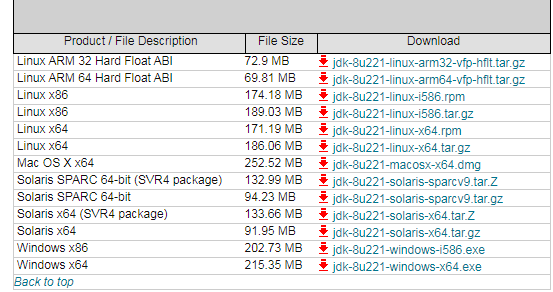 Product / File Description File Size Download
Linux ARM 32 Hard Float ABI 72.9 MB jdk-8u221-linux-arm32-vfp-hflt.tar.gz
Linux ARM 64 Hard Float ABI 69.81 MB jdk-8u221-linux-arm64-vfp-hflt.tar.gz
Linux x86 174.18 MB jdk-8u221-linux-i586.rpm
Linux x86 189.03 MB jdk-8u221-linux-i586.tar.gz
Linux x64 171.19 MB jdk-8u221-linux-x64.rpm
Linux x64 186.06 MB jdk-8u221-linux-x64.tar.gz
Mac OS X x64 252.52 MB jdk-8u221-macosx-x64.dmg
Solaris SPARC 64-bit (SVR4 package) 132.99 MB jdk-8u221-solaris-sparcv9.tar.Z
Solaris SPARC 64-bit 94.23 MB jdk-8u221-solaris-sparcv9.tar.gz
Solaris x64 (SVR4 package) 133.66 MB jdk-8u221-solaris-x64.tar.Z
Solaris x64 91.95 MB jdk-8u221-solaris-x64.tar.gz
Windows x86 202.73 MB jdk-8u221-windows-i586.exe
Windows x64 215.35 MB jdk-8u221-windows-x64.exe
Back to top